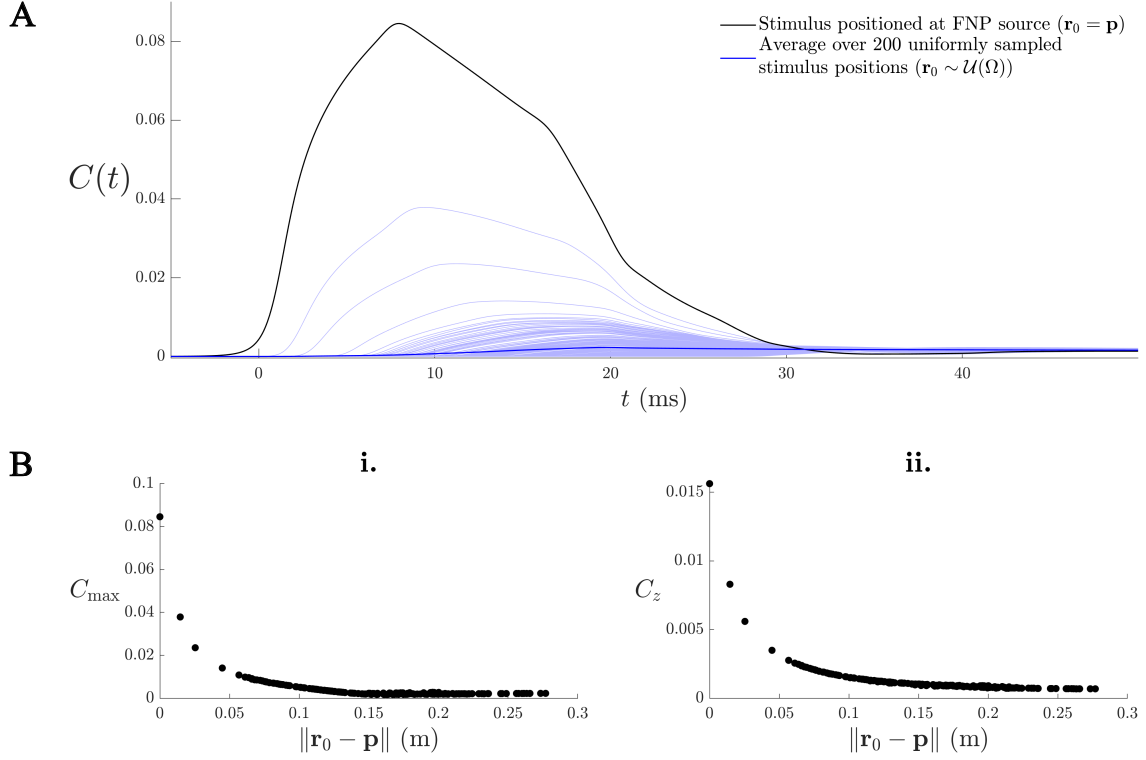 A
Stimulus positioned at FNP source (r₀ = p)
Average over 200 uniformly sampled
stimulus positions (r₀ ∼ 𝒰(Ω))
0.08
0.06
C(t)
0.04
0.02
0
0 10 20 30 40
t (ms)
B
i.
0.1
0.08
0.06
C_max
0.04
0.02
0
0 0.05 0.1 0.15 0.2 0.25 0.3
‖r₀ − p‖ (m)
ii.
0.015
0.01
C_z
0.005
0
0 0.05 0.1 0.15 0.2 0.25 0.3
‖r₀ − p‖ (m)